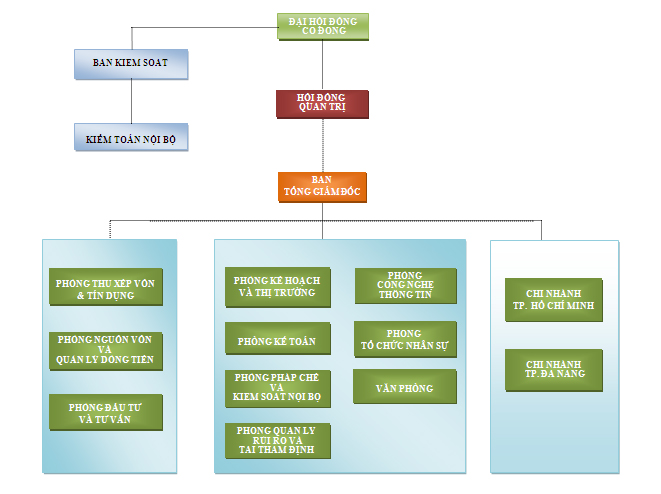 ĐẠI HỘI ĐỒNG
CỔ ĐÔNG
BAN KIỂM SOÁT
HỘI ĐỒNG
QUẢN TRỊ
KIỂM TOÁN NỘI BỘ
BAN
TỔNG GIÁM ĐỐC
PHÒNG THU XẾP VỐN
& TÍN DỤNG
PHÒNG NGUỒN VỐN
VÀ
QUẢN LÝ DÒNG TIỀN
PHÒNG ĐẦU TƯ
VÀ TƯ VẤN
PHÒNG KẾ HOẠCH
VÀ THỊ TRƯỜNG
PHÒNG KẾ TOÁN
PHÒNG PHÁP CHẾ
VÀ
KIỂM SOÁT NỘI BỘ
PHÒNG QUẢN LÝ
RỦI RO VÀ
TÁI THẨM ĐỊNH
PHÒNG
CÔNG NGHỆ
THÔNG TIN
PHÒNG
TỔ CHỨC NHÂN SỰ
VĂN PHÒNG
CHI NHÁNH
TP. HỒ CHÍ MINH
CHI NHÁNH
TP. ĐÀ NẴNG